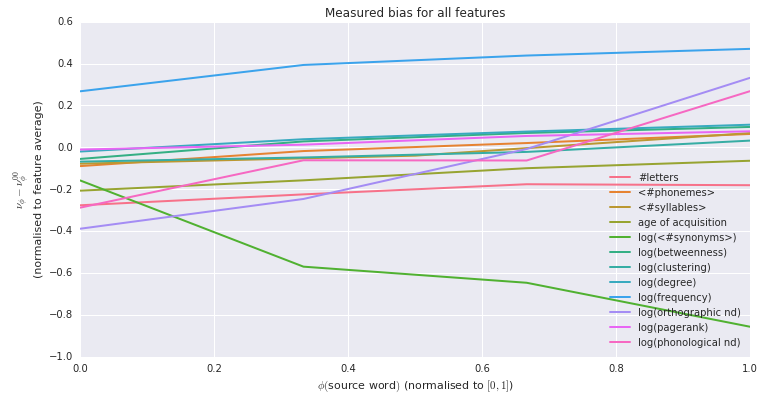 Measured bias for all features
0.6
0.4
0.2
0.0
−0.2
−0.4
−0.6
−0.8
−1.0
ν_ϕ − ν_ϕ^00
(normalised to feature average)
#letters
<#phonemes>
<#syllables>
age of acquisition
log(<#synonyms>)
log(betweenness)
log(clustering)
log(degree)
log(frequency)
log(orthographic nd)
log(pagerank)
log(phonological nd)
0.0 0.2 0.4 0.6 0.8 1.0
ϕ(source word) (normalised to [0, 1])